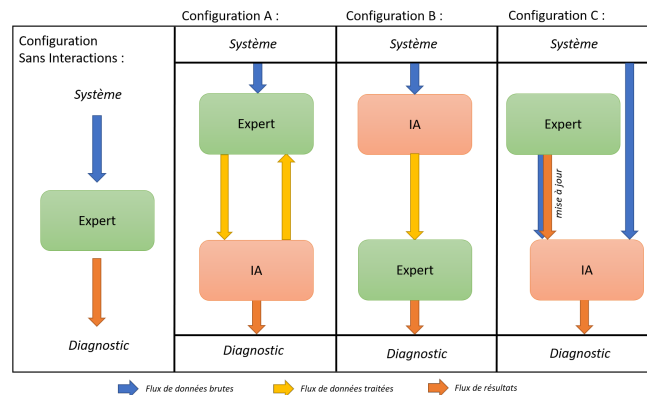 Configuration
Sans Interactions :
Système
Expert
Diagnostic
Configuration A :
Système
Expert
IA
Diagnostic
Configuration B :
Système
IA
Expert
Diagnostic
Configuration C :
Système
Expert
mise à jour
IA
Diagnostic
Flux de données brutes
Flux de données traitées
Flux de résultats